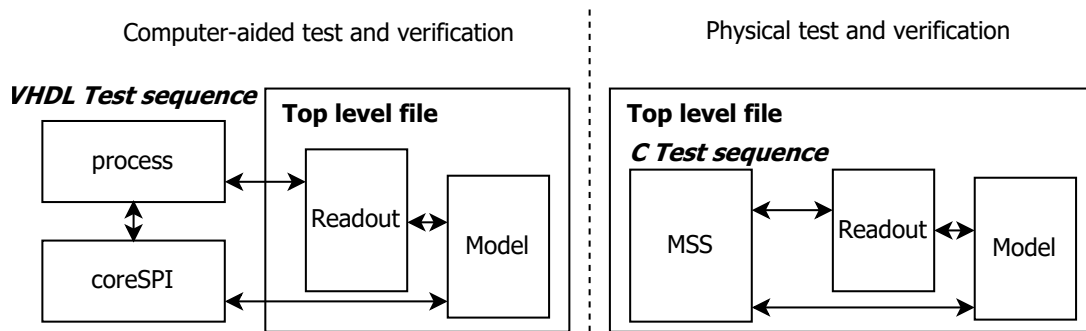 Computer-aided test and verification
VHDL Test sequence
Top level file
process
Readout
Model
coreSPI
Physical test and verification
Top level file
C Test sequence
MSS
Readout
Model